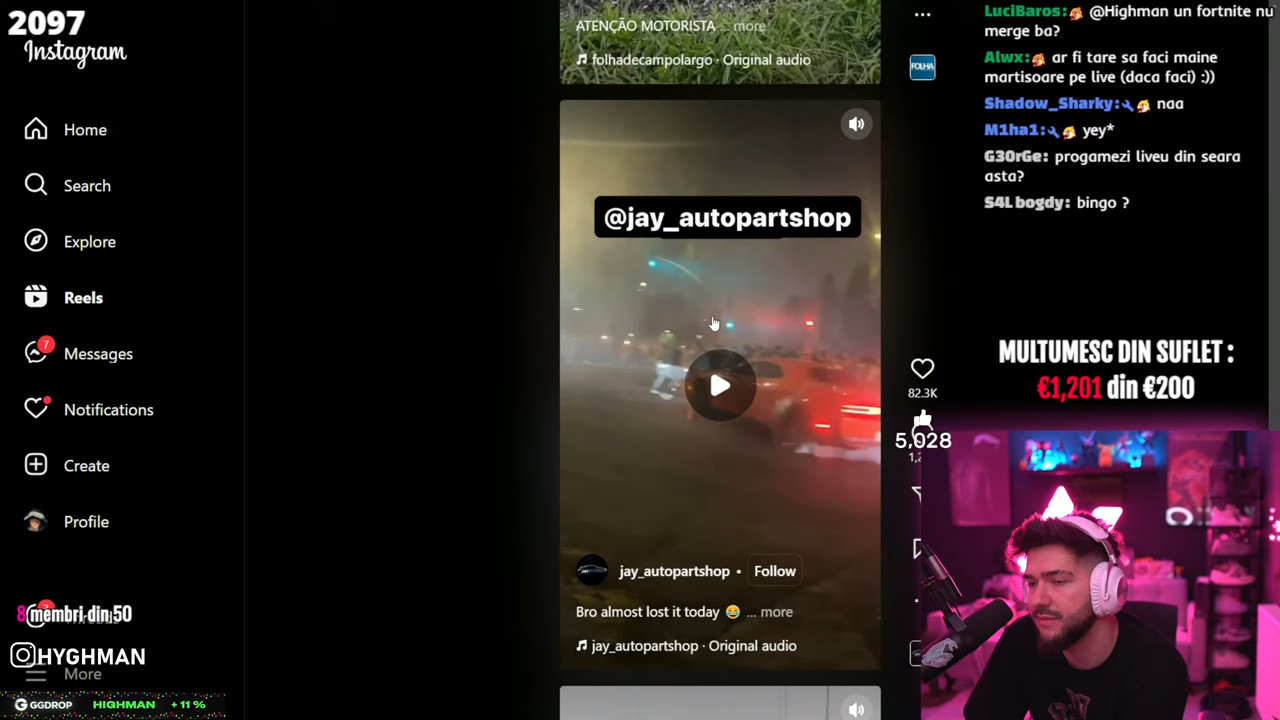 2097
Instagram
Home
Search
Explore
Reels
7
Messages
Notifications
Create
Profile
8 membri din 50
HYGHMAN
More
GGDROP HIGHMAN +11%
ATENÇÃO MOTORISTA ... more
folhadecampolargo · Original audio
FOLHA
@jay_autopartshop
jay_autopartshop • Follow
Bro almost lost it today 😂 ... more
jay_autopartshop · Original audio
82.3K
5,028
LuciBaros: @Highman un fortnite nu
merge ba?
Alwx: ar fi tare sa faci maine
martisoare pe live (daca faci) :))
Shadow_Sharky: naa
M1ha1: yey*
G30rGe: progamezi liveu din seara
asta?
S4L bogdy: bingo ?
MULTUMESC DIN SUFLET :
€1,201 din €200